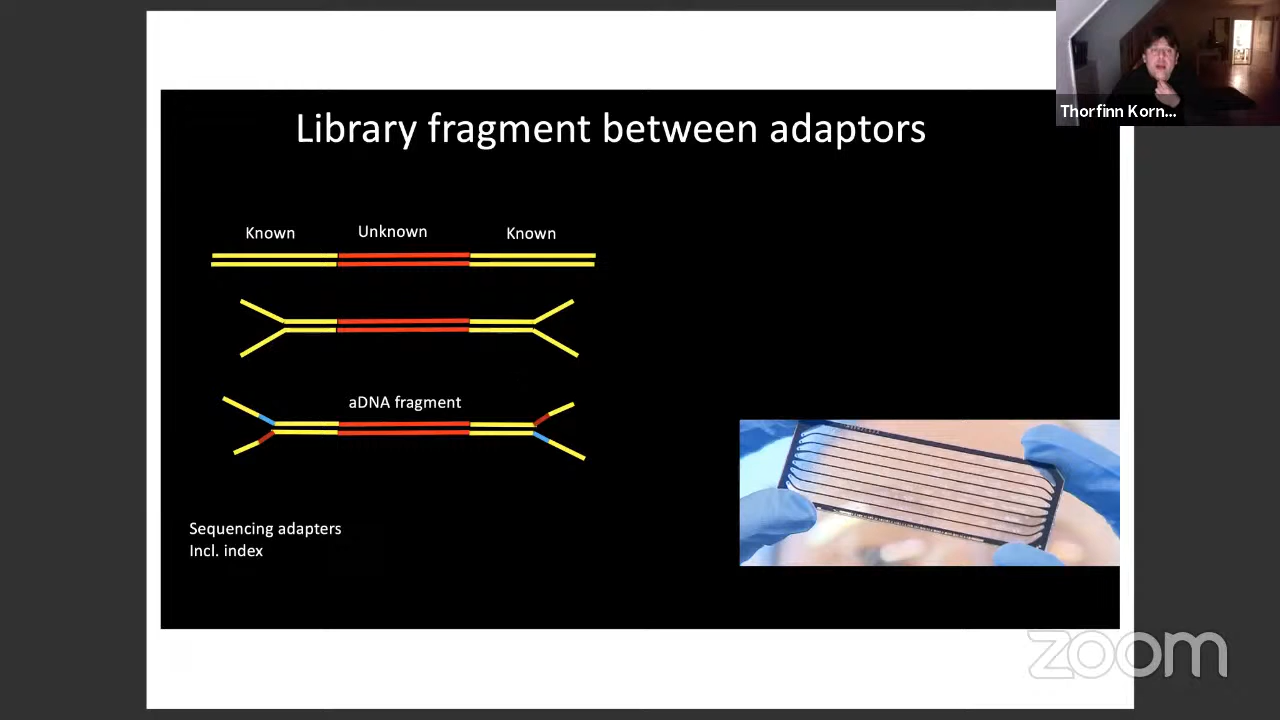 Library fragment between adaptors
Thorfinn Korn...
Known
Unknown
Known
aDNA fragment
Sequencing adapters
Incl. index
zoom